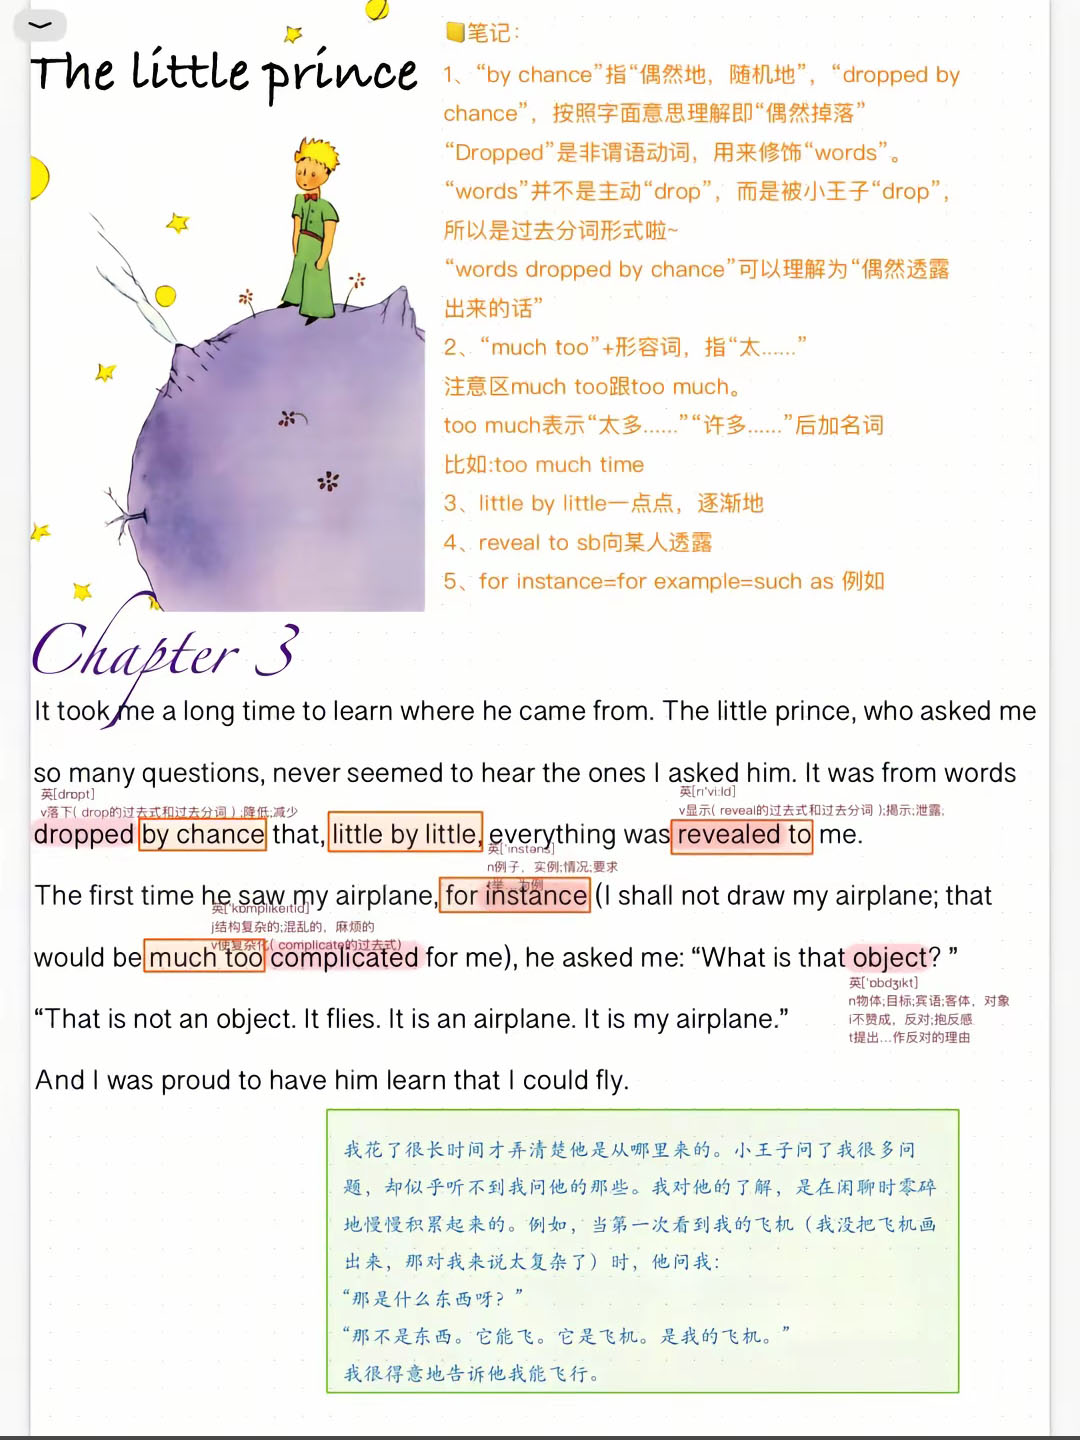 The little prince
笔记：
1、“by chance”指“偶然地，随机地”，“dropped by
chance”，按照字面意思理解即“偶然掉落”
“Dropped”是非谓语动词，用来修饰“words”。
“words”并不是主动“drop”，而是被小王子“drop”，
所以是过去分词形式啦~
“words dropped by chance”可以理解为“偶然透露
出来的话”
2、“much too”+形容词，指“太......”
注意区much too跟too much。
too much表示“太多......”“许多......”后加名词
比如:too much time
3、little by little一点点，逐渐地
4、reveal to sb向某人透露
5、for instance=for example=such as 例如
Chapter 3
It took me a long time to learn where he came from. The little prince, who asked me
so many questions, never seemed to hear the ones I asked him. It was from words
英[drɒpt]
v落下( drop的过去式和过去分词 ) ;降低;减少
英[rɪ'vi:ld]
v显示( reveal的过去式和过去分词 );揭示;泄露;
dropped by chance that, little by little, everything was revealed to me.
英['ɪnstəns]
n例子，实例;情况;要求
t举...为例
The first time he saw my airplane, for instance (I shall not draw my airplane; that
英['kɒmplɪkeɪtɪd]
j结构复杂的;混乱的，麻烦的
v使复杂化( complicate的过去式)
would be much too complicated for me), he asked me: “What is that object? ”
英['ɒbdʒɪkt]
n物体;目标;宾语;客体，对象
i不赞成，反对;抱反感
t提出...作反对的理由
“That is not an object. It flies. It is an airplane. It is my airplane.”
And I was proud to have him learn that I could fly.
我花了很长时间才弄清楚他是从哪里来的。小王子问了我很多问
题，却似乎听不到我问他的那些。我对他的了解，是在闲聊时零碎
地慢慢积累起来的。例如，当第一次看到我的飞机（我没把飞机画
出来，那对我来说太复杂了）时，他问我：
“那是什么东西呀？”
“那不是东西。它能飞。它是飞机。是我的飞机。”
我很得意地告诉他我能飞行。